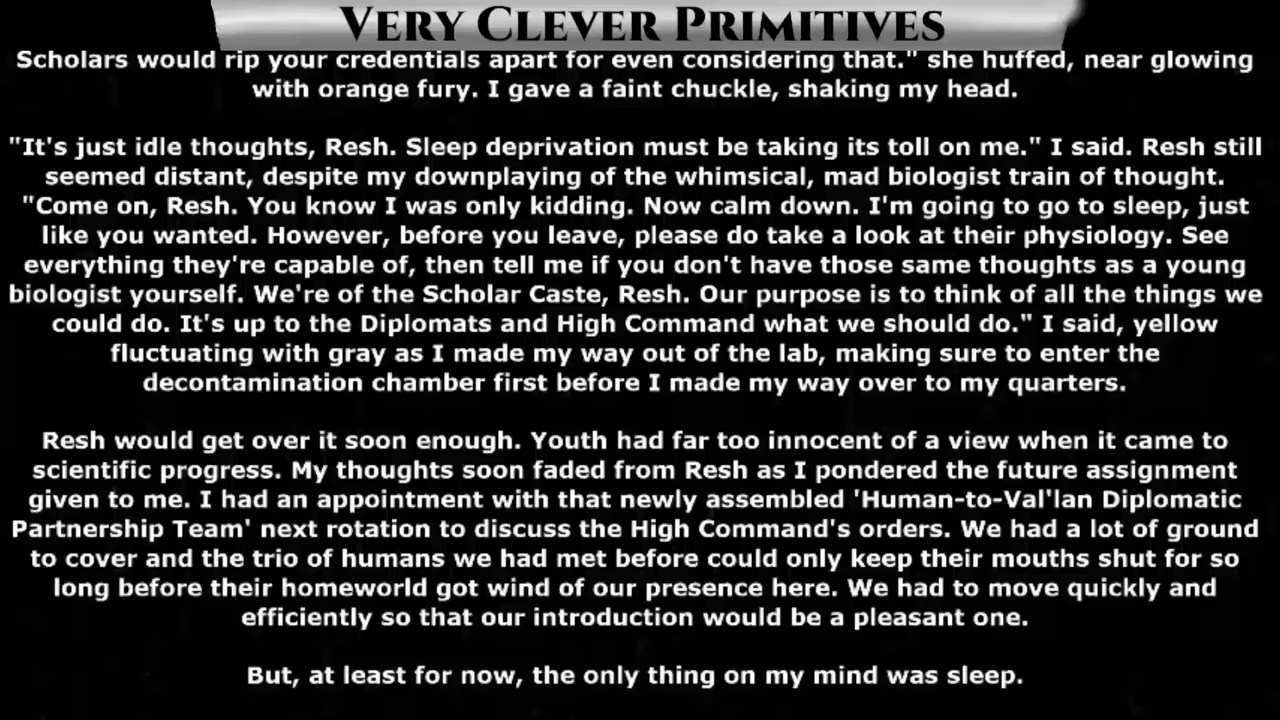 VERY CLEVER PRIMITIVES
Scholars would rip your credentials apart for even considering that." she huffed, near glowing
with orange fury. I gave a faint chuckle, shaking my head.
"It's just idle thoughts, Resh. Sleep deprivation must be taking its toll on me." I said. Resh still
seemed distant, despite my downplaying of the whimsical, mad biologist train of thought.
"Come on, Resh. You know I was only kidding. Now calm down. I'm going to go to sleep, just
like you wanted. However, before you leave, please do take a look at their physiology. See
everything they're capable of, then tell me if you don't have those same thoughts as a young
biologist yourself. We're of the Scholar Caste, Resh. Our purpose is to think of all the things we
could do. It's up to the Diplomats and High Command what we should do." I said, yellow
fluctuating with gray as I made my way out of the lab, making sure to enter the
decontamination chamber first before I made my way over to my quarters.
Resh would get over it soon enough. Youth had far too innocent of a view when it came to
scientific progress. My thoughts soon faded from Resh as I pondered the future assignment
given to me. I had an appointment with that newly assembled 'Human-to-Val'lan Diplomatic
Partnership Team' next rotation to discuss the High Command's orders. We had a lot of ground
to cover and the trio of humans we had met before could only keep their mouths shut for so
long before their homeworld got wind of our presence here. We had to move quickly and
efficiently so that our introduction would be a pleasant one.
But, at least for now, the only thing on my mind was sleep.